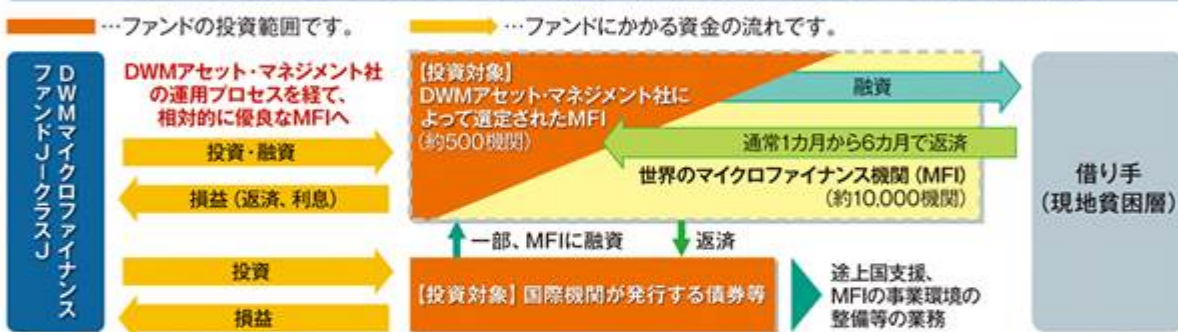 …ファンドの投資範囲です。
…ファンドにかかる資金の流れです。
DWMマイクロファイナンス
ファンドJ－クラスJ
DWMアセット・マネジメント社
の運用プロセスを経て、
相対的に優良なMFIへ
投資・融資
損益(返済、利息)
投資
損益
【投資対象】
DWMアセット・マネジメント社に
よって選定されたMFI
(約500機関)
融資
通常1カ月から6カ月で返済
世界のマイクロファイナンス機関(MFI)
(約10,000機関)
一部、MFIに融資
返済
【投資対象】国際機関が発行する債券等
途上国支援、
MFIの事業環境の
整備等の業務
借り手
(現地貧困層)